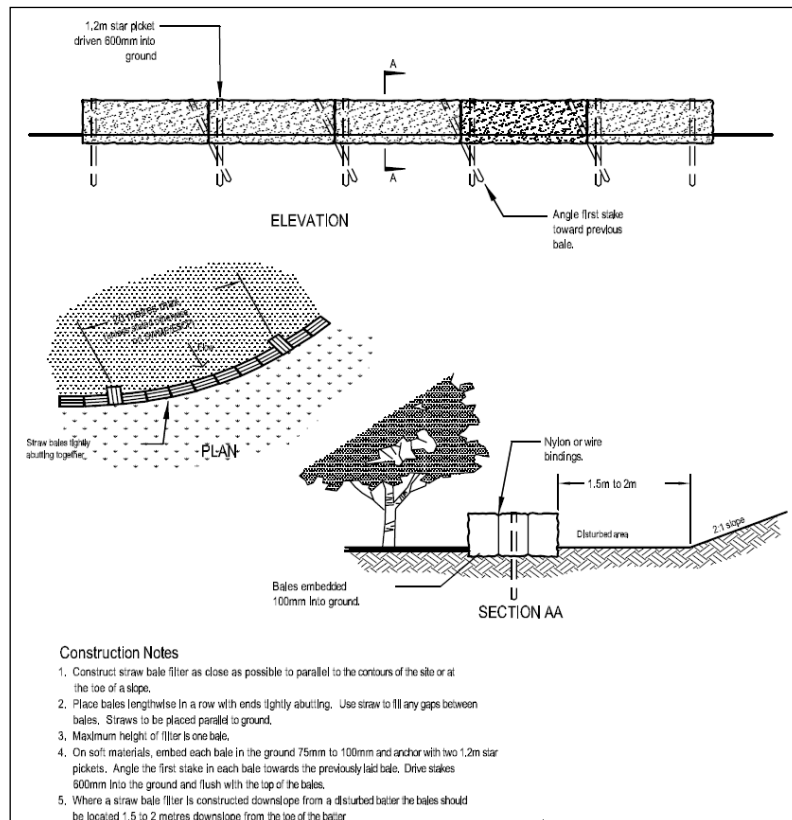 1.2m star picket
driven 600mm into
ground
A
A
ELEVATION
Angle first stake
toward previous
bale.
20 metres max.
Straw bales tightly
abutting together
PLAN
Nylon or wire
bindings.
1.5m to 2m
Disturbed area
2:1 slope
Bales embedded
100mm into ground.
SECTION AA
Construction Notes
1. Construct straw bale filter as close as possible to parallel to the contours of the site or at
the toe of a slope.
2. Place bales lengthwise in a row with ends tightly abutting. Use straw to fill any gaps between
bales. Straws to be placed parallel to ground.
3. Maximum height of filter is one bale.
4. On soft materials, embed each bale in the ground 75mm to 100mm and anchor with two 1.2m star
pickets. Angle the first stake in each bale towards the previously laid bale. Drive stakes
600mm into the ground and flush with the top of the bales.
5. Where a straw bale filter is constructed downslope from a disturbed batter the bales should
be located 1.5 to 2 metres downslope from the toe of the batter